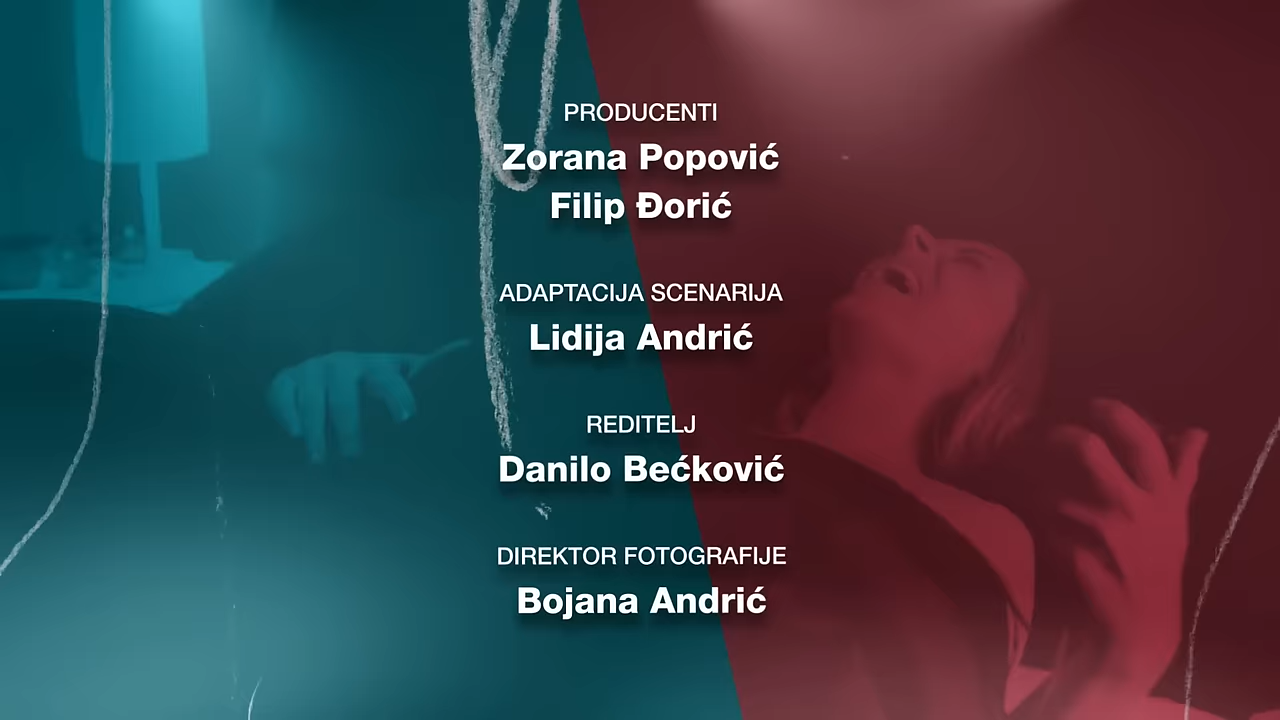 PRODUCENTI
Zorana Popović
Filip Đorić
ADAPTACIJA SCENARIJA
Lidija Andrić
REDITELJ
Danilo Bećković
DIREKTOR FOTOGRAFIJE
Bojana Andrić